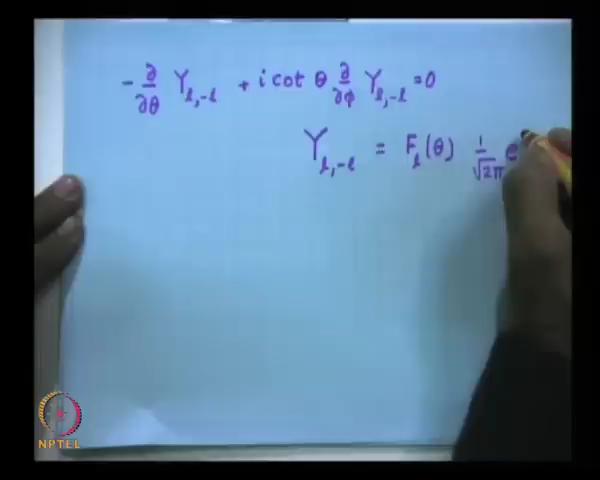 -∂/∂θ Y_{l,-l} + i cot θ ∂/∂φ Y_{l,-l} = 0
Y_{l,-l} = F_l(θ) 1/√2π e
NPTEL